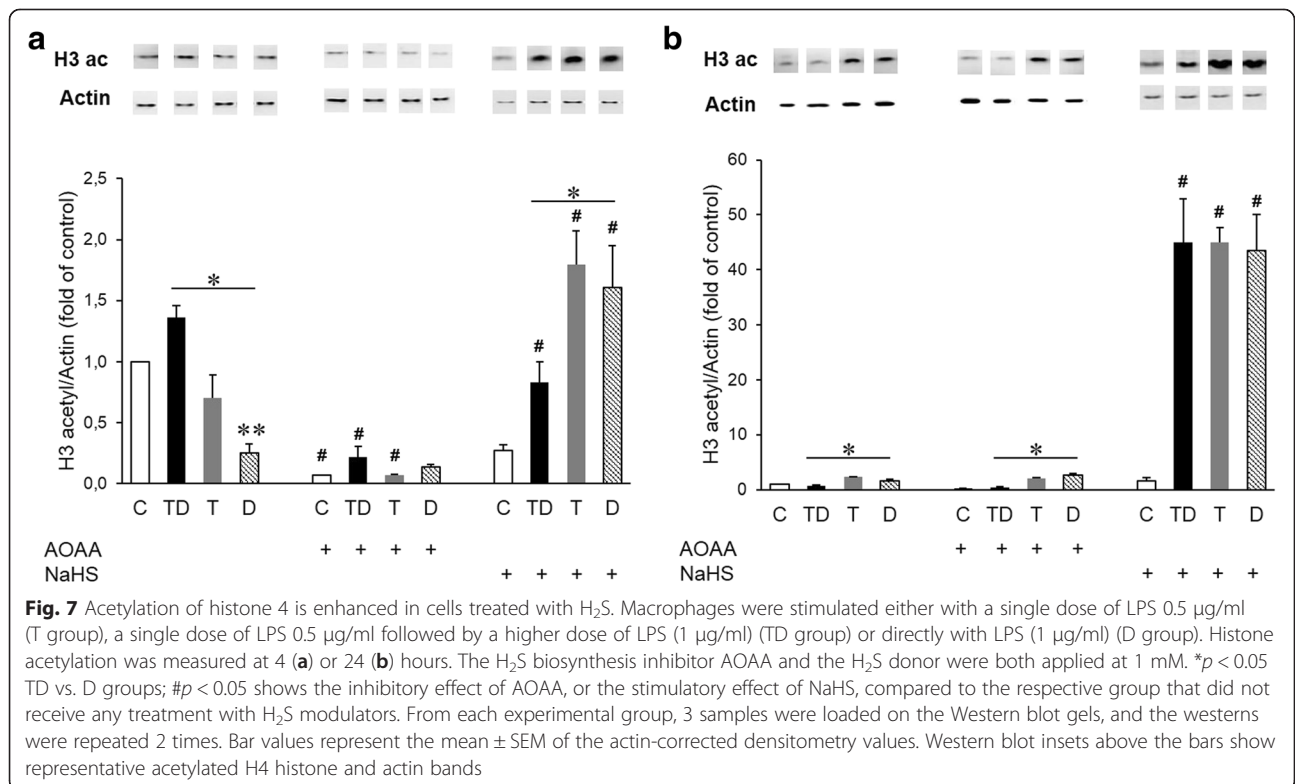 a
H3 ac
Actin
H3 acetyl/Actin (fold of control)
2,5
2,0
1,5
1,0
0,5
0,0
*
**
# # #
*
# # #
C TD T D C TD T D C TD T D
AOAA + + + +
NaHS + + + +
b
H3 ac
Actin
H3 acetyl/Actin (fold of control)
60
50
40
30
20
10
0
*
*
# # #
C TD T D C TD T D C TD T D
AOAA + + + +
NaHS + + + +
Fig. 7 Acetylation of histone 4 is enhanced in cells treated with H₂S. Macrophages were stimulated either with a single dose of LPS 0.5 μg/ml
(T group), a single dose of LPS 0.5 μg/ml followed by a higher dose of LPS (1 μg/ml) (TD group) or directly with LPS (1 μg/ml) (D group). Histone
acetylation was measured at 4 (a) or 24 (b) hours. The H₂S biosynthesis inhibitor AOAA and the H₂S donor were both applied at 1 mM. *p < 0.05
TD vs. D groups; #p < 0.05 shows the inhibitory effect of AOAA, or the stimulatory effect of NaHS, compared to the respective group that did not
receive any treatment with H₂S modulators. From each experimental group, 3 samples were loaded on the Western blot gels, and the westerns
were repeated 2 times. Bar values represent the mean ± SEM of the actin-corrected densitometry values. Western blot insets above the bars show
representative acetylated H4 histone and actin bands